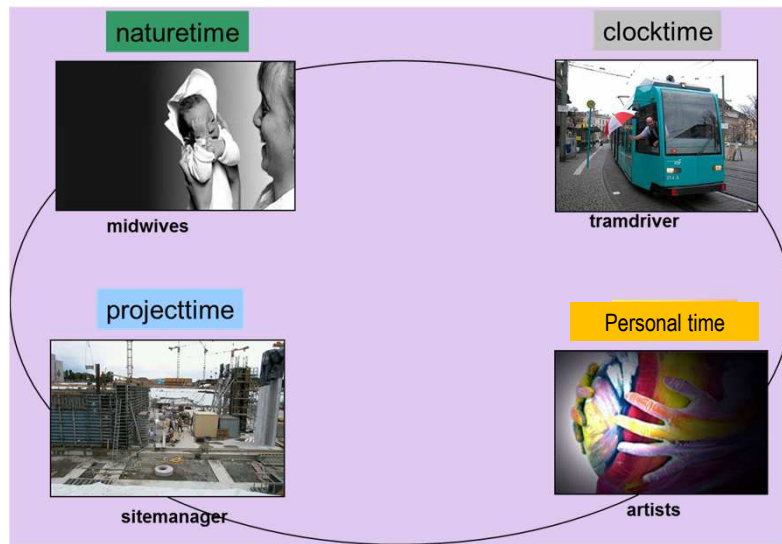 naturetime
clocktime
midwives
tramdriver
projecttime
Personal time
sitemanager
artists